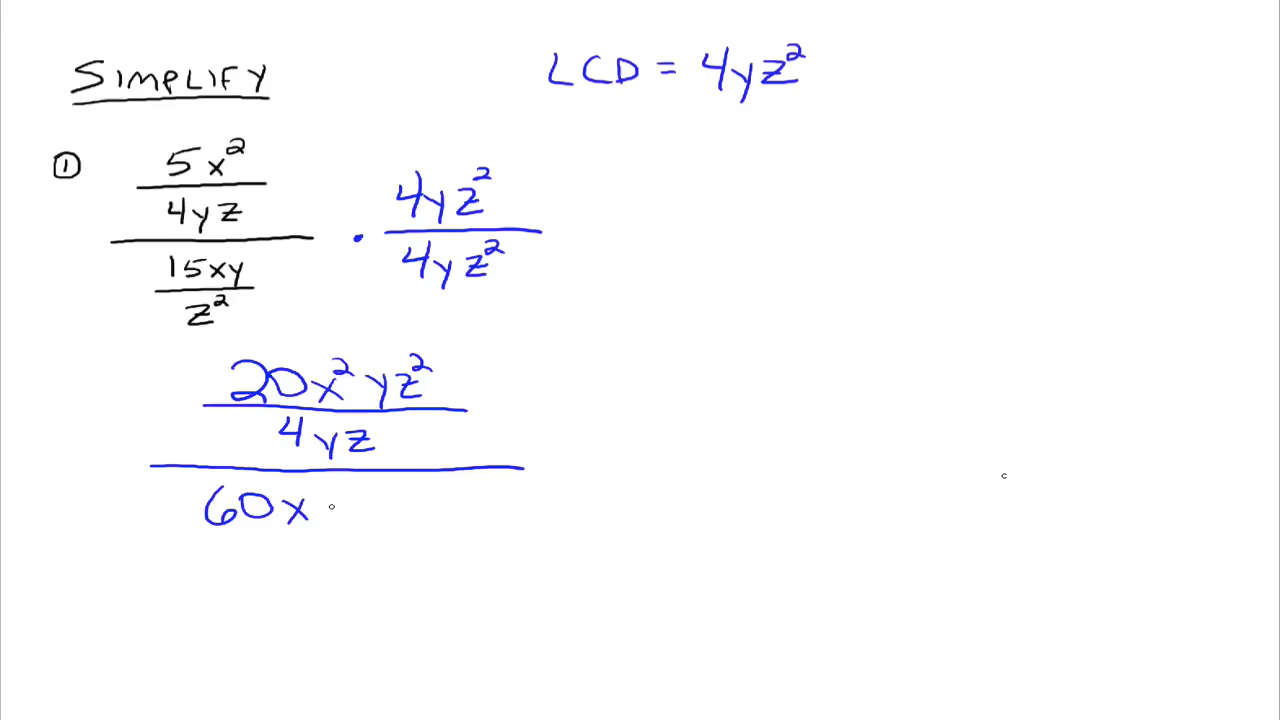 SIMPLIFY
LCD = 4yz²
①
5x²
4yz
15xy
z²
· 4yz²
4yz²
20x²yz²
4yz
60x